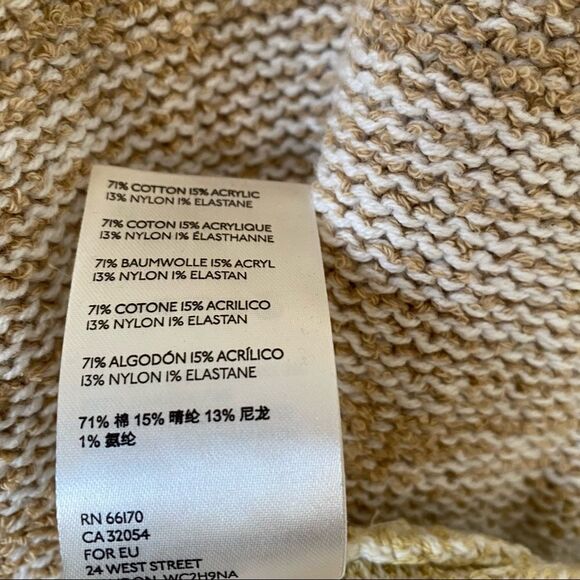 71% COTTON 15% ACRYLIC
13% NYLON 1% ELASTANE
71% COTON 15% ACRYLIQUE
13% NYLON 1% ÉLASTHANNE
71% BAUMWOLLE 15% ACRYL
13% NYLON 1% ELASTAN
71% COTONE 15% ACRILICO
13% NYLON 1% ELASTAN
71% ALGODÓN 15% ACRÍLICO
13% NYLON 1% ELASTANE
71% 棉 15% 晴纶 13% 尼龙
1% 氨纶
RN 66170
CA 32054
FOR EU
24 WEST STREET
WC2H9NA